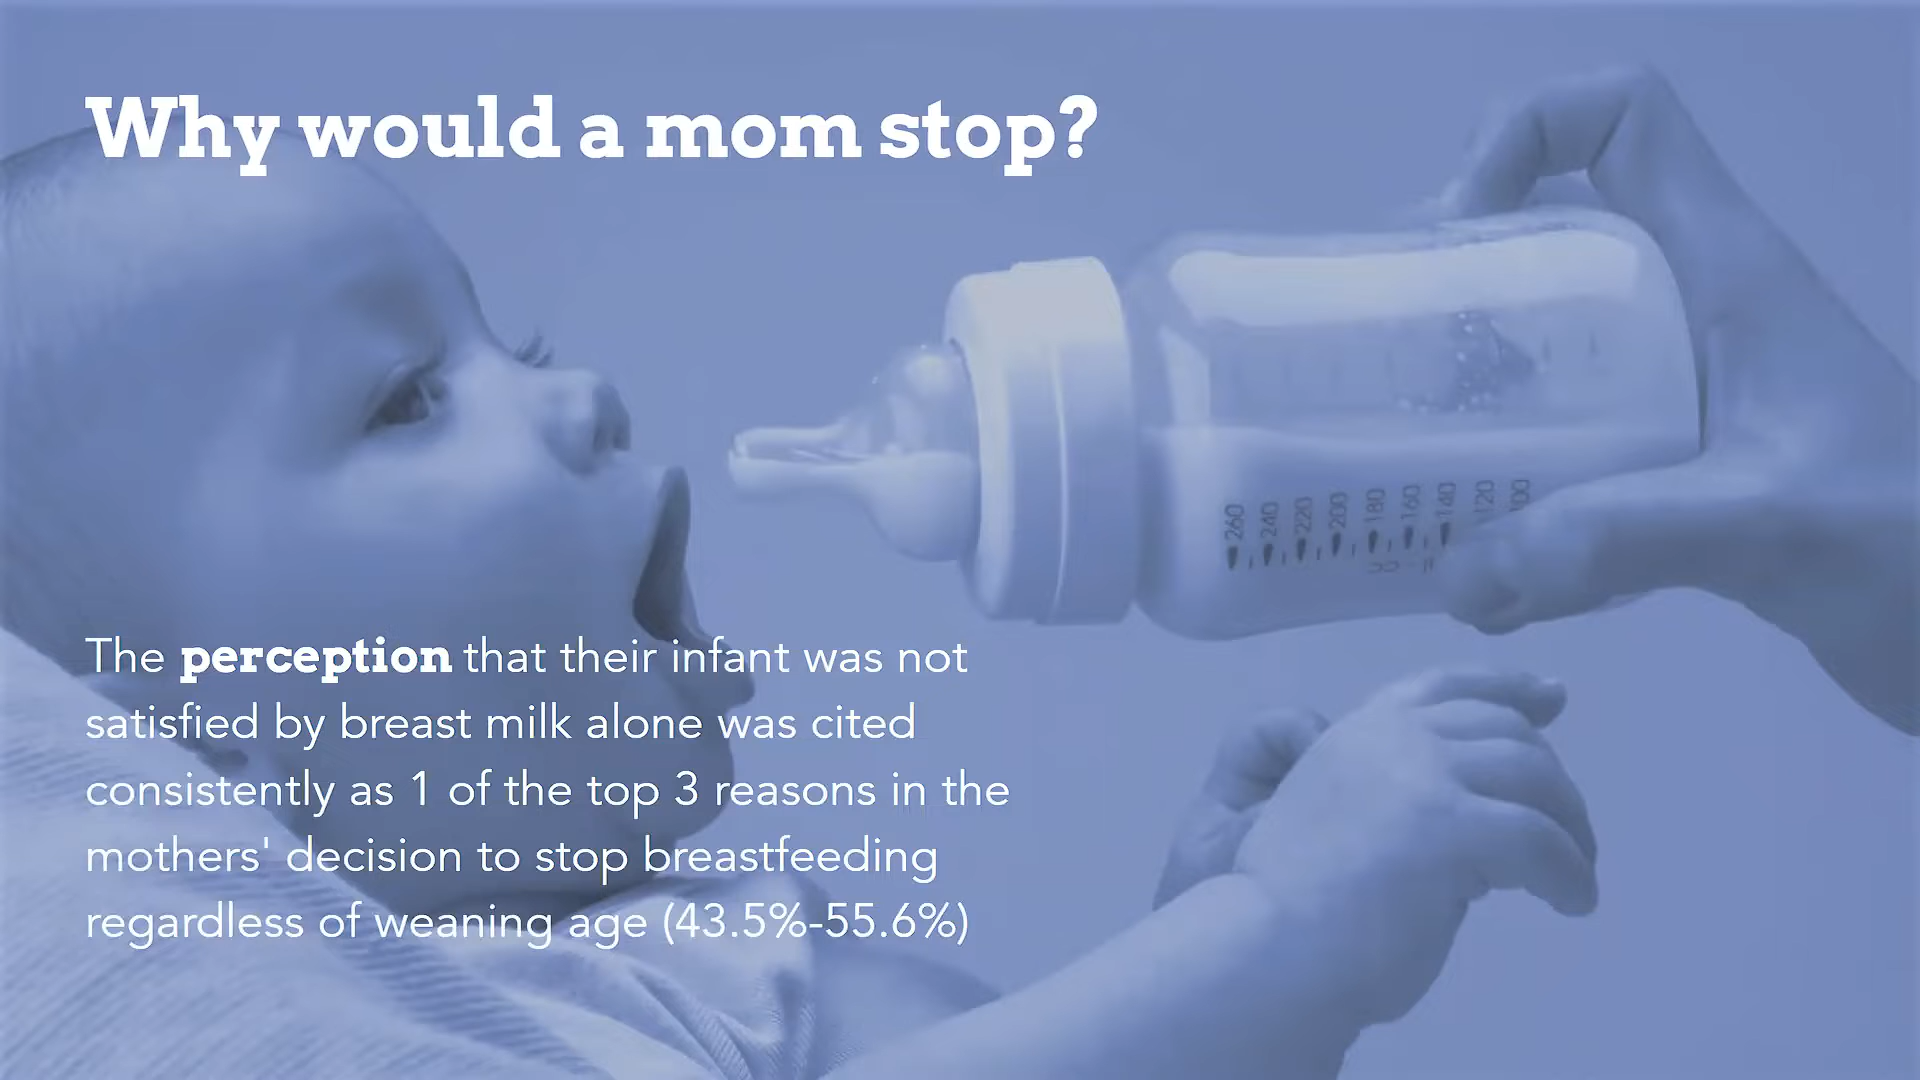 Why would a mom stop?
260
240
220
200
180
160
140
120
100
The perception that their infant was not
satisfied by breast milk alone was cited
consistently as 1 of the top 3 reasons in the
mothers' decision to stop breastfeeding
regardless of weaning age (43.5%-55.6%)